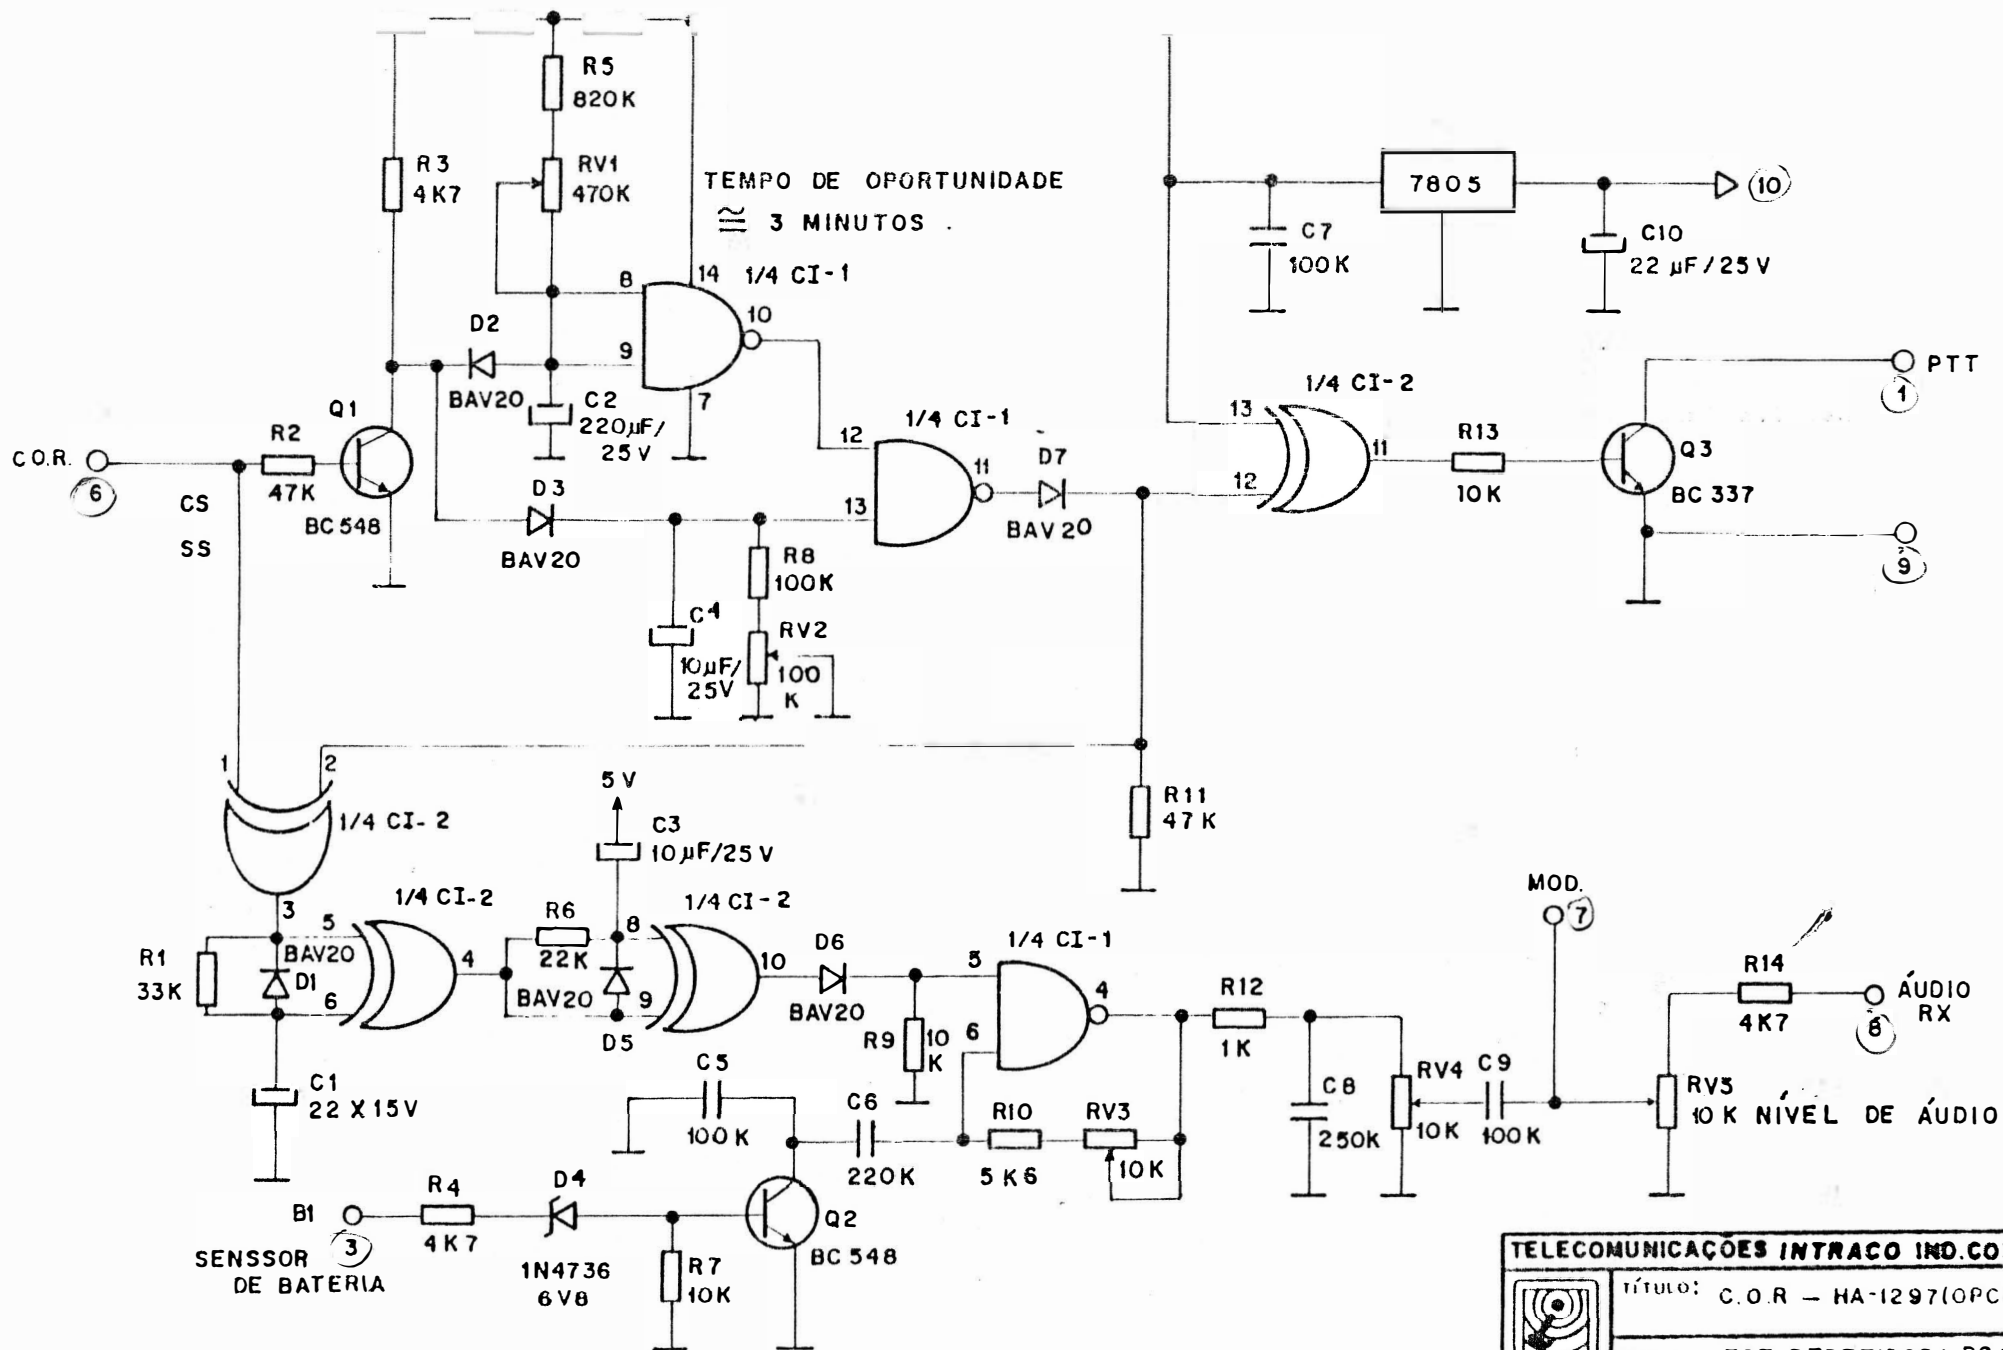 R5
820K
R3
4K7
RV1
470K
TEMPO DE OPORTUNIDADE
≅ 3 MINUTOS .
7805
10
C7
100K
C10
22 µF/25V
8
14
1/4 CI-1
10
9
7
D2
BAV20
C2
220µF/
25V
Q1
R2
47K
C.O.R.
6
CS
SS
BC548
D3
BAV20
12
1/4 CI-1
11
13
D7
BAV20
1/4 CI-2
13
12
11
R13
10K
Q3
BC 337
PTT
1
9
R8
100K
C4
10µF/
25V
RV2
100
K
1
2
1/4 CI-2
3
5V
C3
10µF/25V
R11
47K
R1
33K
BAV20
D1
5
6
1/4 CI-2
4
R6
22K
BAV20
D5
8
9
1/4 CI-2
10
D6
BAV20
R9
10
K
5
6
1/4 CI-1
4
R12
1K
C8
250K
RV4
10K
C9
100K
MOD.
7
R14
4K7
ÁUDIO
RX
8
RV5
10K NÍVEL DE ÁUDIO
C1
22 X 15V
C5
100K
C6
220K
R10
5K6
RV3
10K
B1
3
SENSSOR
DE BATERIA
R4
4K7
D4
1N4736
6V8
R7
10K
Q2
BC548
TELECOMUNICAÇÕES INTRACO IND.CO
TÍTULO: C.O.R - HA-1297(OPC